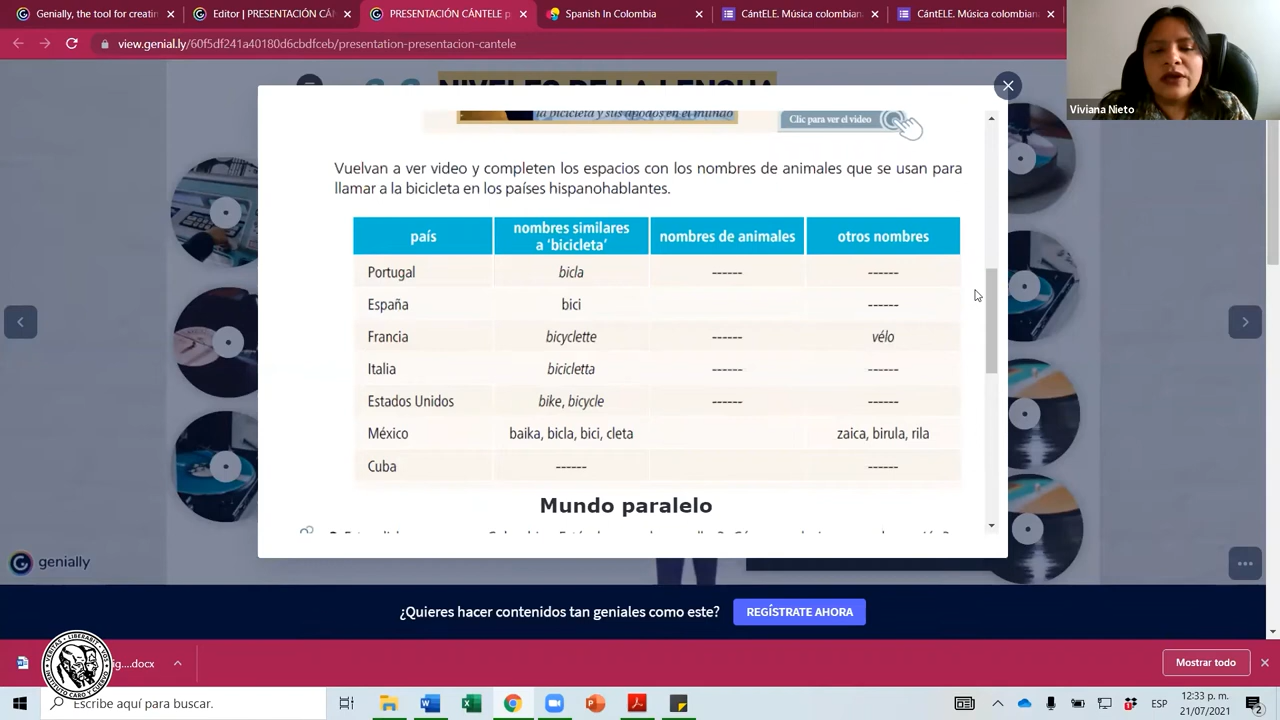 Genially, the tool for creatin
Editor | PRESENTACIÓN CÁN
PRESENTACIÓN CÁNTELE p
Spanish In Colombia
CántELE. Música colombiana
CántELE. Música colombiana
view.genial.ly/60f5df241a40180d6cbdfceb/presentation-presentacion-cantele
Viviana Nieto
NIVELES DE LA LENGUA
la bicicleta y sus apodos en el mundo
Clic para ver el video
Vuelvan a ver video y completen los espacios con los nombres de animales que se usan para
llamar a la bicicleta en los países hispanohablantes.
país nombres similares a 'bicicleta' nombres de animales otros nombres
Portugal bicla ------ ------
España bici ------
Francia bicyclette ------ vélo
Italia bicicletta ------ ------
Estados Unidos bike, bicycle ------ ------
México baika, bicla, bici, cleta zaica, birula, rila
Cuba ------ ------
Mundo paralelo
genially
¿Quieres hacer contenidos tan geniales como este? REGÍSTRATE AHORA
ig....docx
Mostrar todo
Escribe aquí para buscar.
ESP
12:33 p. m.
21/07/2021
2